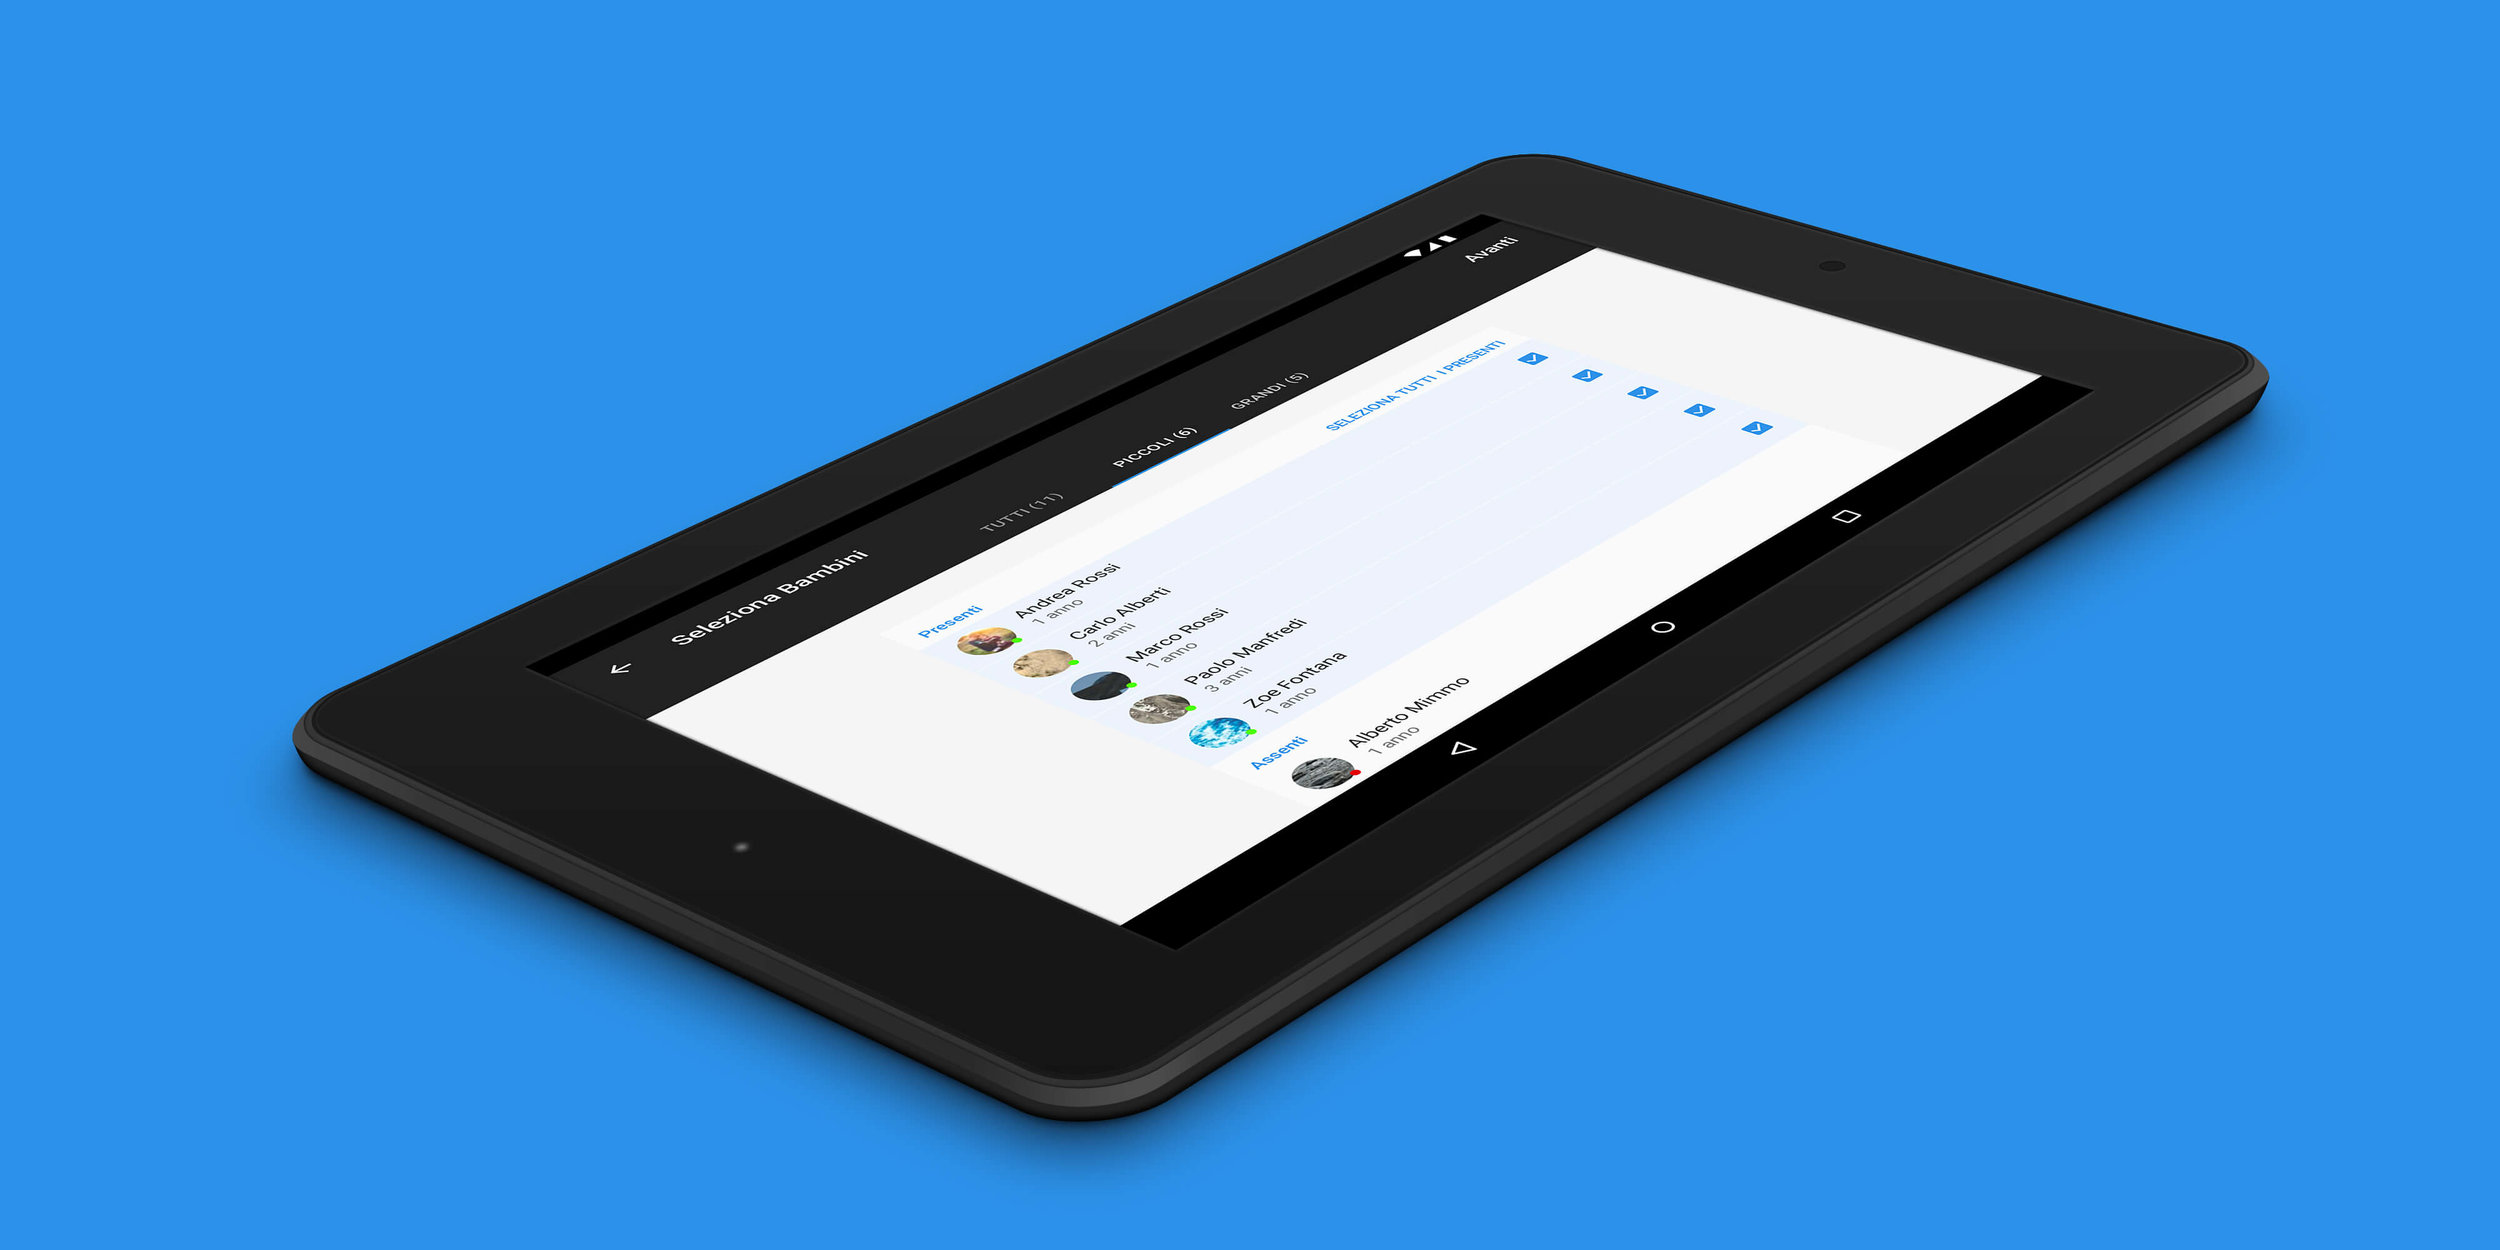 Seleziona Bambini
Avanti
TUTTI (11)
PICCOLI (6)
GRANDI (5)
Presenti
SELEZIONA TUTTI I PRESENTI
Andrea Rossi
1 anno
Carlo Alberti
2 anni
Marco Rossi
1 anno
Paolo Manfredi
3 anni
Zoe Fontana
1 anno
Assenti
Alberto Mimmo
1 anno